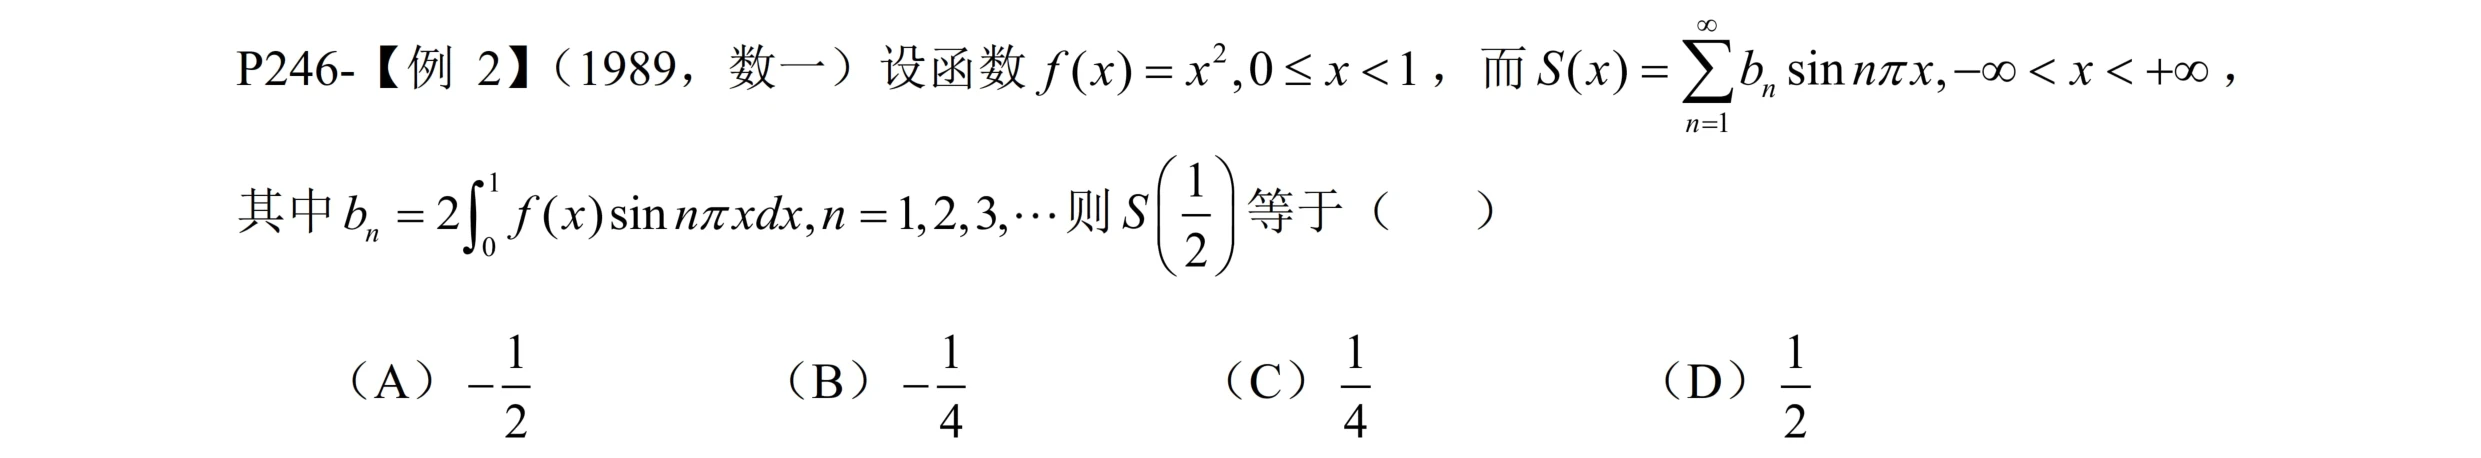 P246-【例 2】（1989，数一）设函数 $f(x)=x^2,0\le x<1$，而 $S(x)=\sum_{n=1}^{\infty}b_n\sin n\pi x,-\infty<x<+\infty$，
其中 $b_n=2\int_0^1 f(x)\sin n\pi xdx,n=1,2,3,\cdots$ 则 $S\left(\frac{1}{2}\right)$ 等于（　　）
（A）$-\frac{1}{2}$ （B）$-\frac{1}{4}$ （C）$\frac{1}{4}$ （D）$\frac{1}{2}$